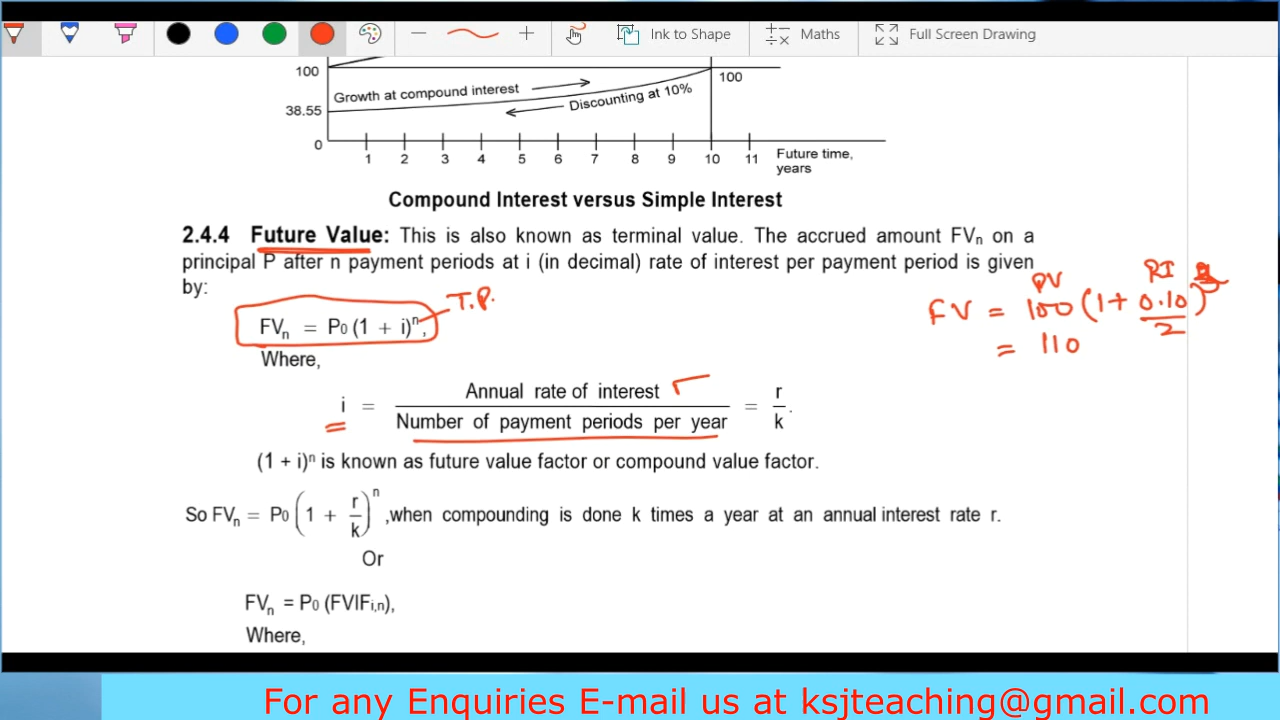 Ink to Shape Maths Full Screen Drawing
100
100
Growth at compound interest
Discounting at 10%
38.55
0
1 2 3 4 5 6 7 8 9 10 11 Future time, years
Compound Interest versus Simple Interest
2.4.4 Future Value: This is also known as terminal value. The accrued amount FVn on a
principal P after n payment periods at i (in decimal) rate of interest per payment period is given
by:
PV R I
FV = 100 (1 + 0.10/2)
= 110
T.P.
FVn = P0 (1 + i)^n,
Where,
i = Annual rate of interest / Number of payment periods per year = r/k.
(1 + i)^n is known as future value factor or compound value factor.
So FVn = P0 (1 + r/k)^n ,when compounding is done k times a year at an annual interest rate r.
Or
FVn = P0 (FVIFi,n),
Where,
For any Enquiries E-mail us at ksjteaching@gmail.com